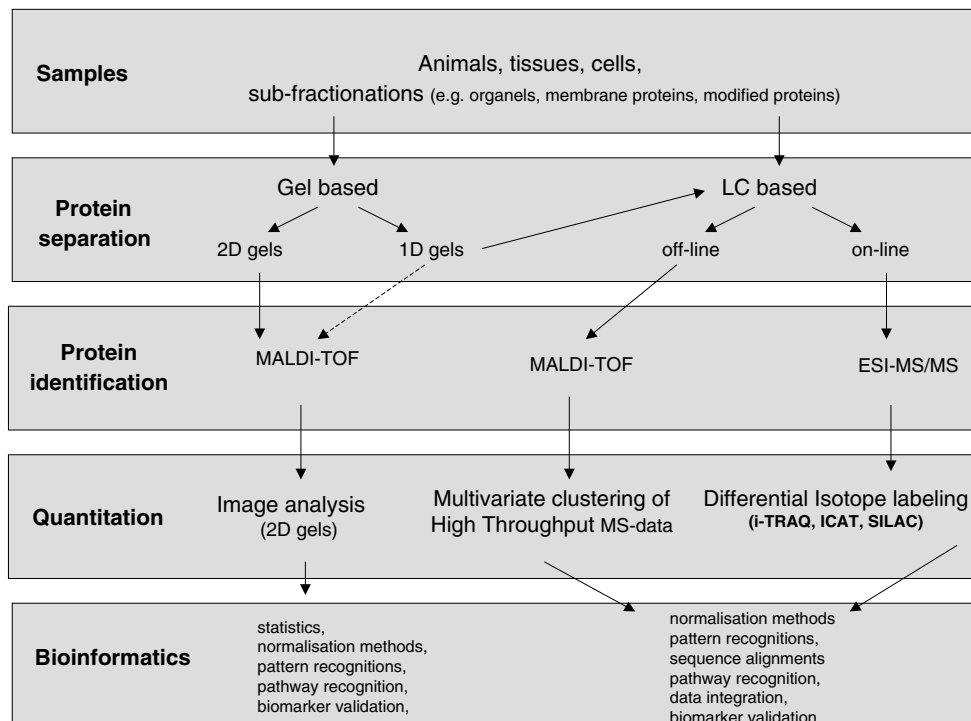 Samples
Animals, tissues, cells,
sub-fractionations (e.g. organels, membrane proteins, modified proteins)
Protein
separation
Gel based
LC based
2D gels
1D gels
off-line
on-line
Protein
identification
MALDI-TOF
MALDI-TOF
ESI-MS/MS
Quantitation
Image analysis
(2D gels)
Multivariate clustering of
High Throughput MS-data
Differential Isotope labeling
(i-TRAQ, ICAT, SILAC)
Bioinformatics
statistics,
normalisation methods,
pattern recognitions,
pathway recognition,
biomarker validation,
normalisation methods
pattern recognitions,
sequence alignments
pathway recognition,
data integration,
biomarker validation